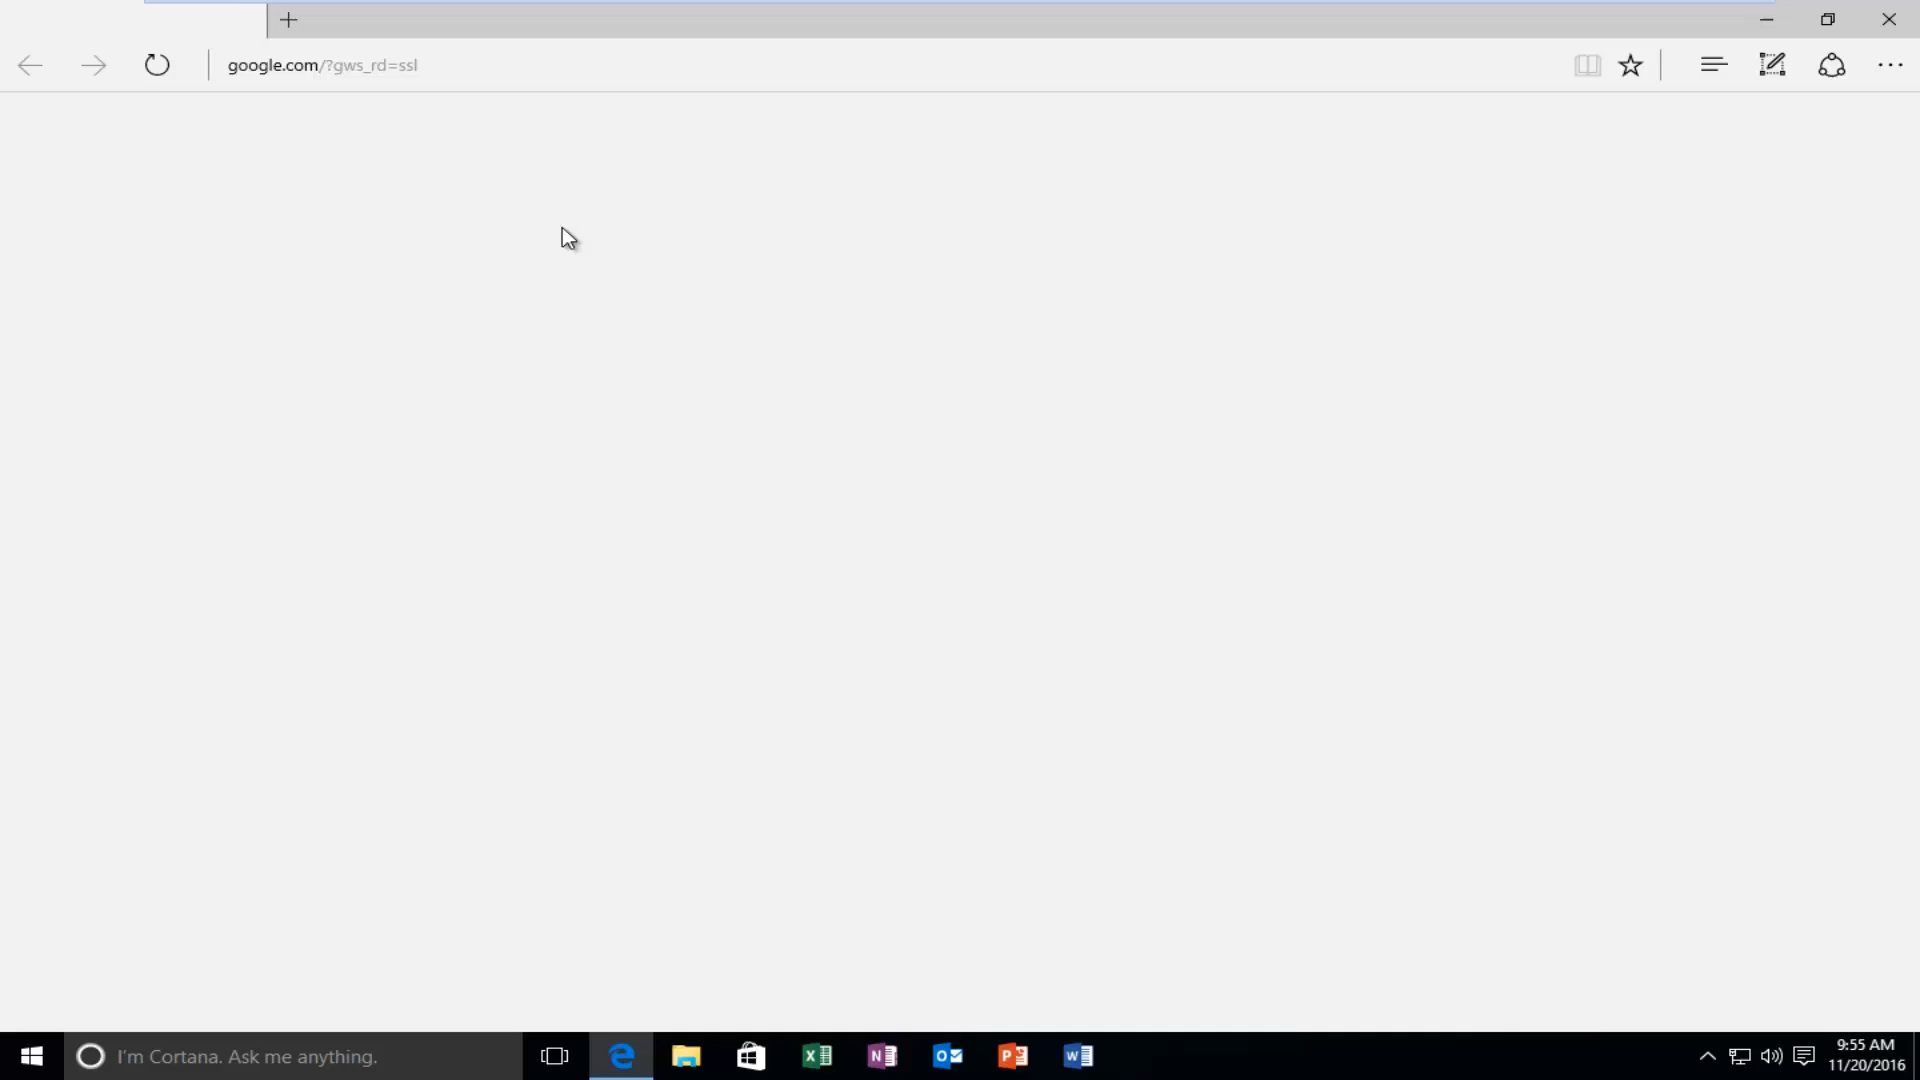 google.com/?gws_rd=ssl
I'm Cortana. Ask me anything.
X
N
O
P
W
9:55 AM
11/20/2016